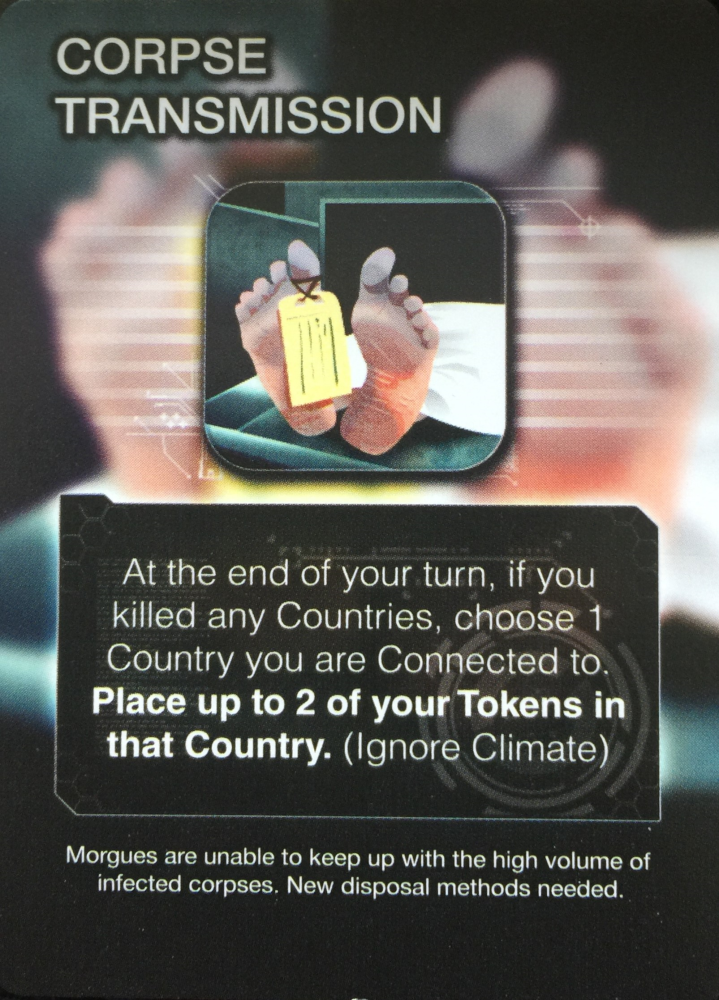 CORPSE
TRANSMISSION
At the end of your turn, if you
killed any Countries, choose 1
Country you are Connected to.
Place up to 2 of your Tokens in
that Country. (Ignore Climate)
Morgues are unable to keep up with the high volume of
infected corpses. New disposal methods needed.